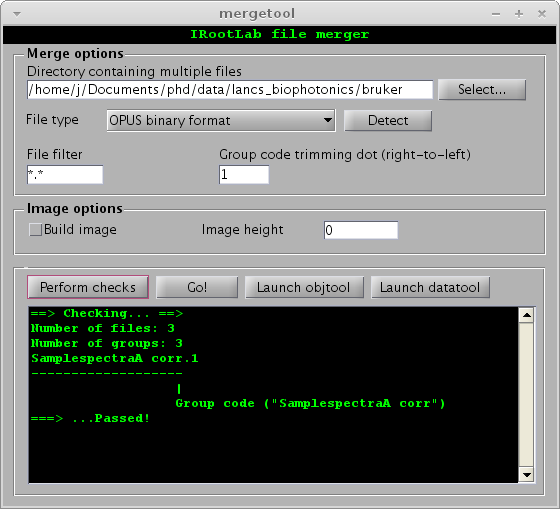 mergetool
IRootLab file merger
Merge options
Directory containing multiple files
/home/j/Documents/phd/data/lancs_biophotonics/bruker
Select...
File type
OPUS binary format
Detect
File filter
Group code trimming dot (right-to-left)
*.*
1
Image options
Build image
Image height
0
Perform checks
Go!
Launch objtool
Launch datatool
==> Checking... ==>
Number of files: 3
Number of groups: 3
SamplespectraA corr.1
-------------------
|
Group code ("SamplespectraA corr")
===> ...Passed!